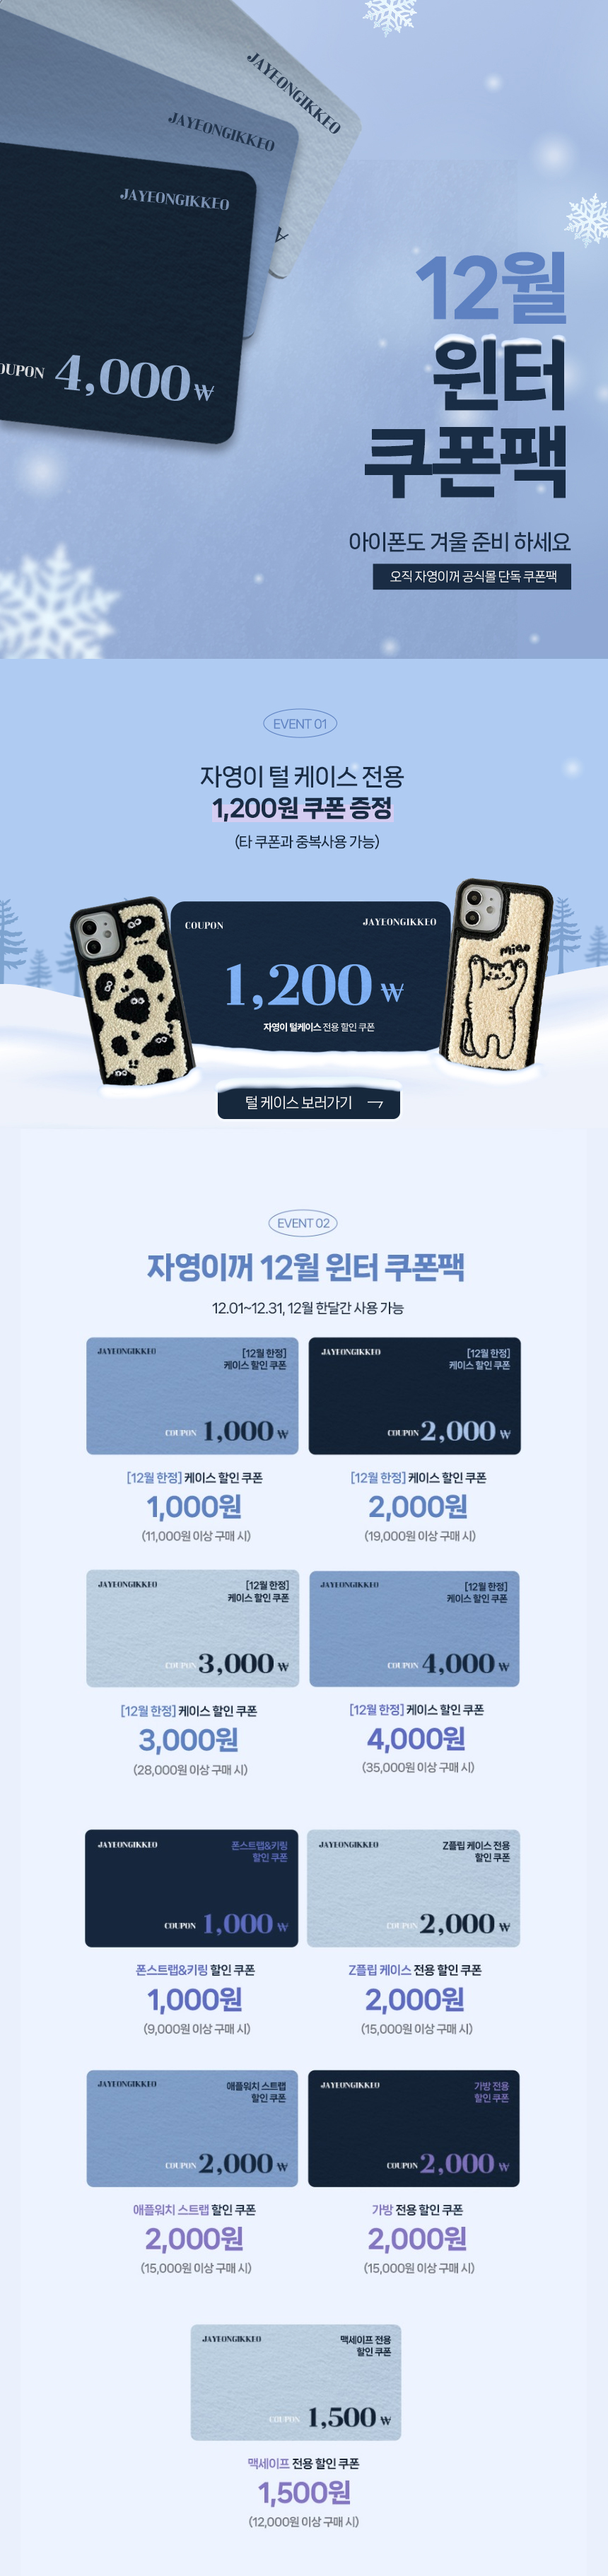 JAYEONGIKKEO
JAYEONGIKKEO
JAYEONGIKKEO
4,000₩
12월
윈터
쿠폰팩
아이폰도 겨울 준비 하세요
오직 자영이꺼 공식몰 단독 쿠폰팩
EVENT 01
자영이 털 케이스 전용
1,200원 쿠폰 증정
(타 쿠폰과 중복사용 가능)
COUPON JAYEONGIKKEO
miao
1,200 ₩
자영이 털케이스 전용 할인 쿠폰
털 케이스 보러가기 →
EVENT 02
자영이꺼 12월 윈터 쿠폰팩
12.01~12.31, 12월 한달간 사용 가능
JAYEONGIKKEO [12월 한정]
케이스 할인 쿠폰
COUPON 1,000 ₩
JAYEONGIKKEO [12월 한정]
케이스 할인 쿠폰
COUPON 2,000 ₩
[12월 한정] 케이스 할인 쿠폰
1,000원
(11,000원 이상 구매 시)
[12월 한정] 케이스 할인 쿠폰
2,000원
(19,000원 이상 구매 시)
JAYEONGIKKEO [12월 한정]
케이스 할인 쿠폰
COUPON 3,000 ₩
JAYEONGIKKEO [12월 한정]
케이스 할인 쿠폰
COUPON 4,000 ₩
[12월 한정] 케이스 할인 쿠폰
3,000원
(28,000원 이상 구매 시)
[12월 한정] 케이스 할인 쿠폰
4,000원
(35,000원 이상 구매 시)
JAYEONGIKKEO 폰스트랩&키링
할인 쿠폰
COUPON 1,000 ₩
JAYEONGIKKEO Z플립 케이스 전용
할인 쿠폰
COUPON 2,000 ₩
폰스트랩&키링 할인 쿠폰
1,000원
(9,000원 이상 구매 시)
Z플립 케이스 전용 할인 쿠폰
2,000원
(15,000원 이상 구매 시)
JAYEONGIKKEO 애플워치 스트랩
할인 쿠폰
COUPON 2,000 ₩
JAYEONGIKKEO 가방 전용
할인 쿠폰
COUPON 2,000 ₩
애플워치 스트랩 할인 쿠폰
2,000원
(15,000원 이상 구매 시)
가방 전용 할인 쿠폰
2,000원
(15,000원 이상 구매 시)
JAYEONGIKKEO 맥세이프 전용
할인 쿠폰
COUPON 1,500 ₩
맥세이프 전용 할인 쿠폰
1,500원
(12,000원 이상 구매 시)